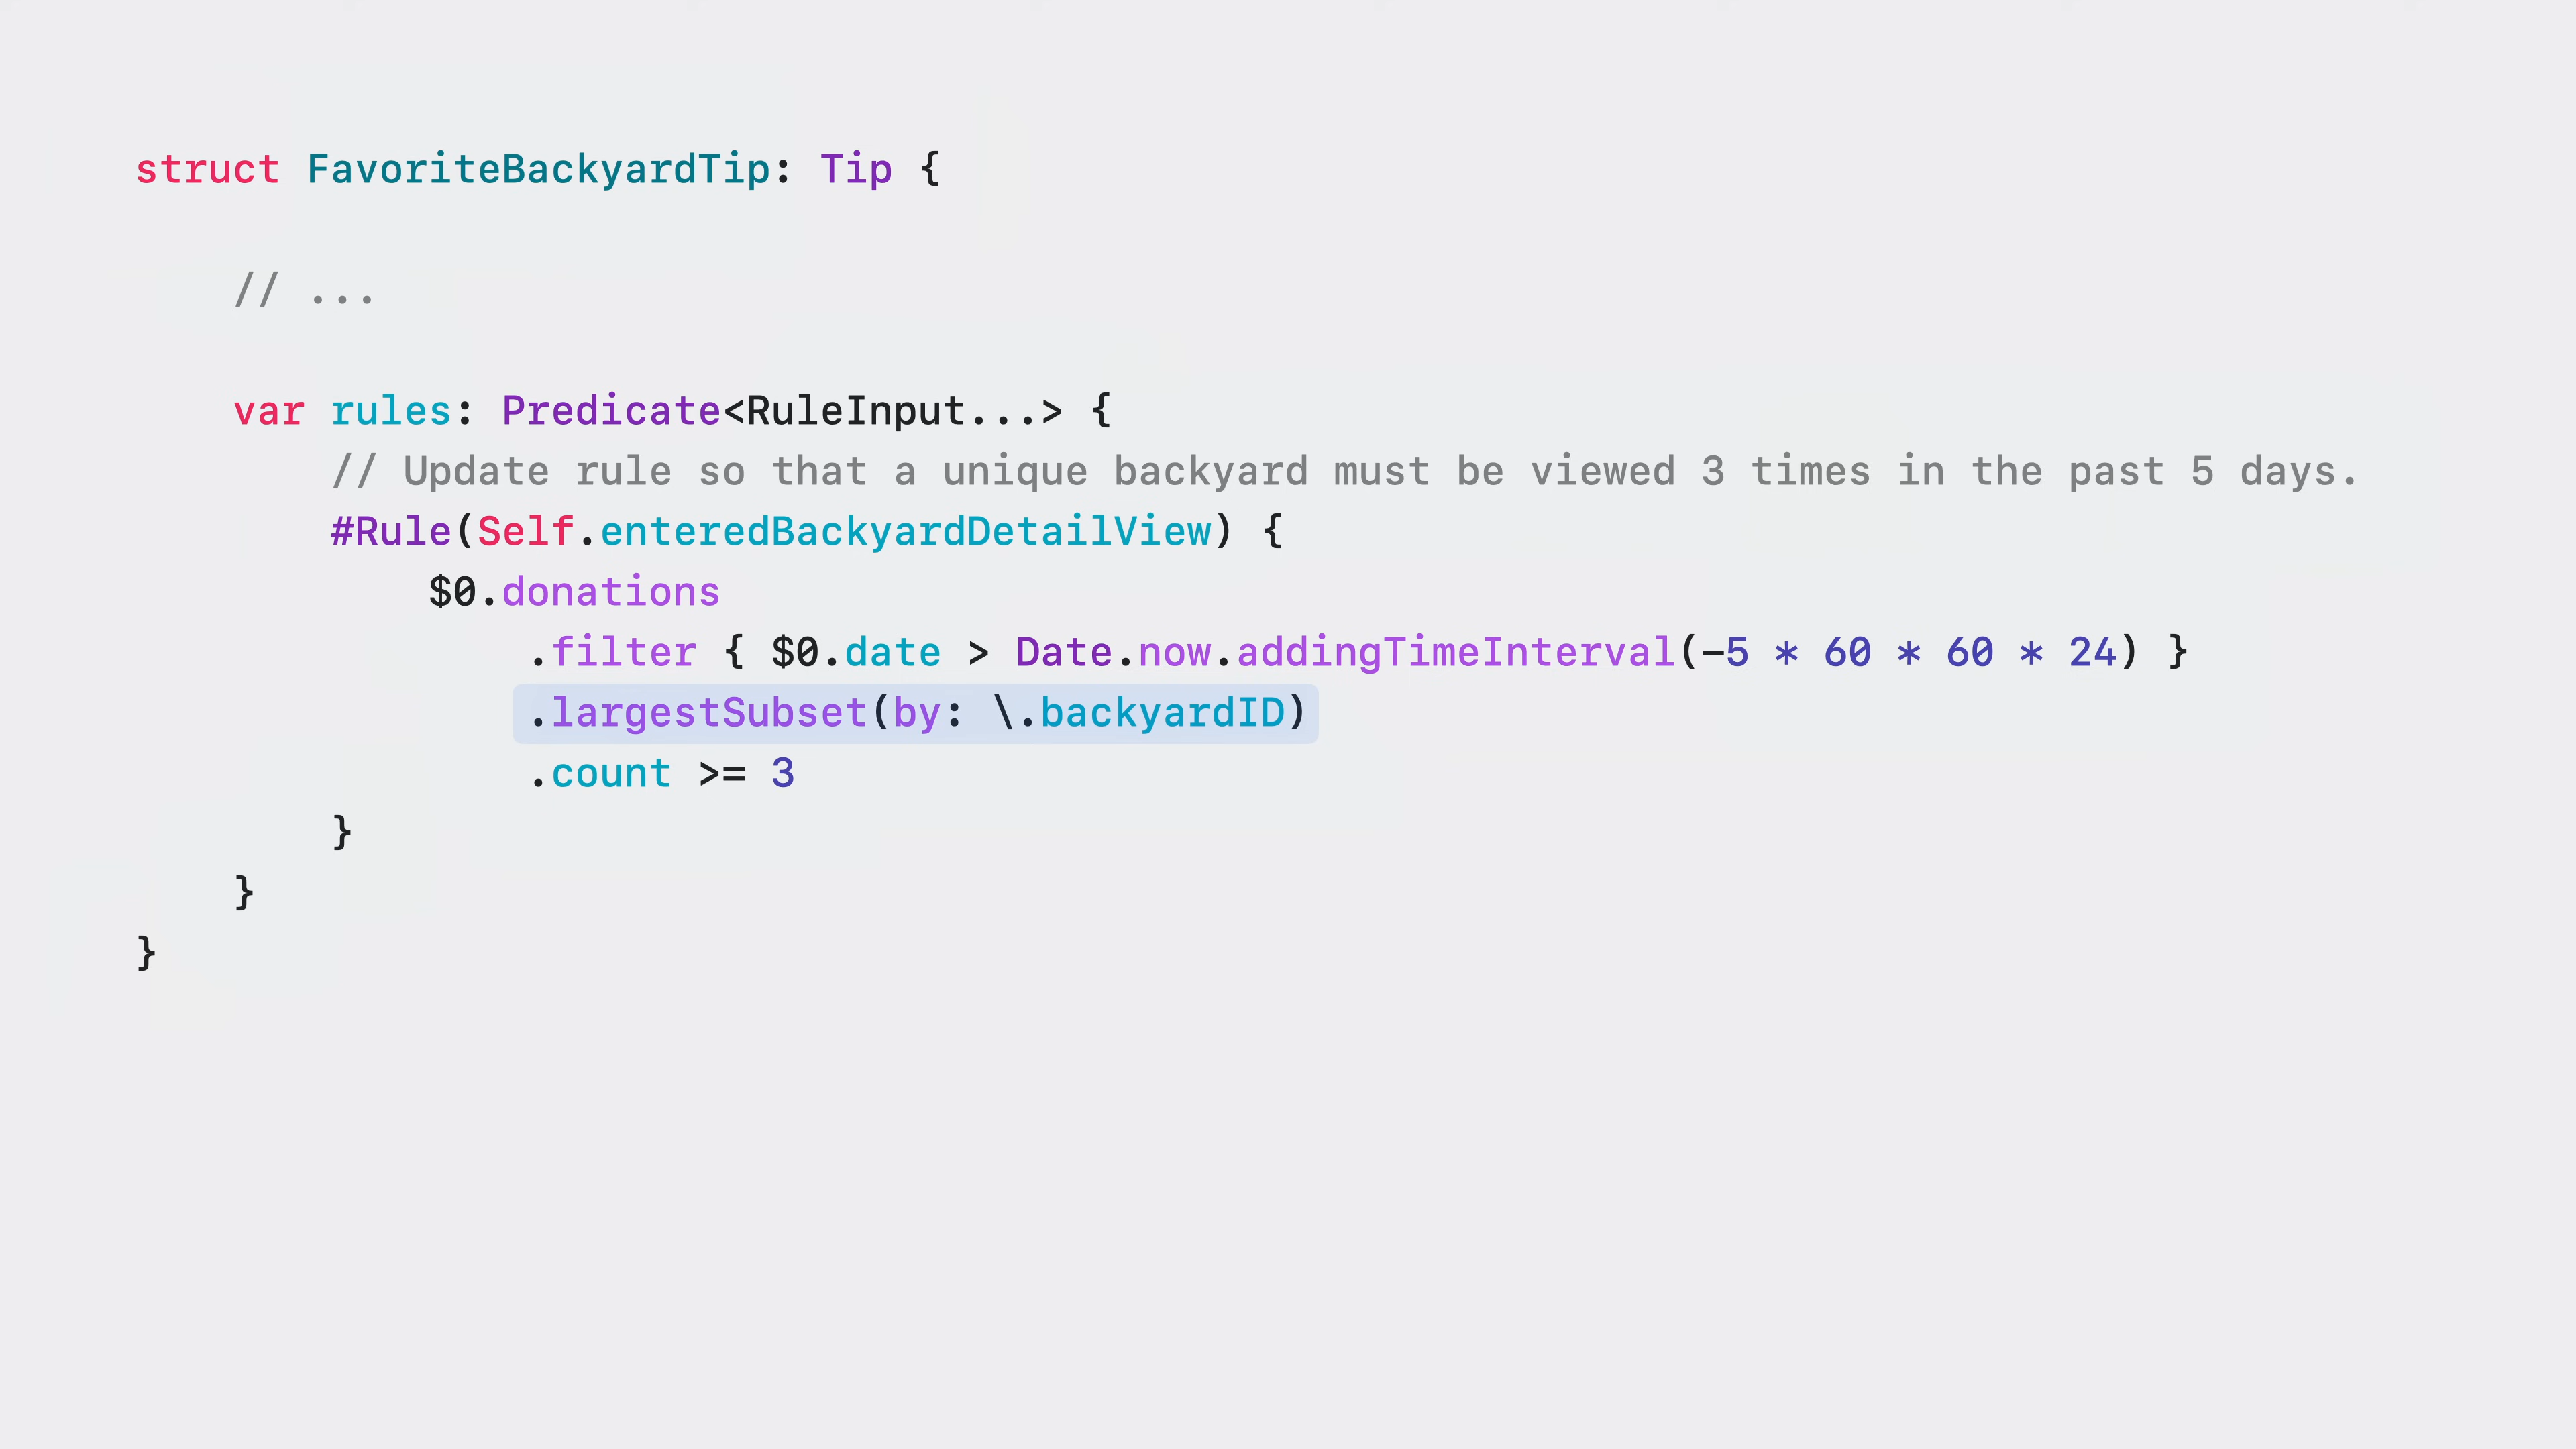 struct FavoriteBackyardTip: Tip {
// ...
var rules: Predicate<RuleInput...> {
// Update rule so that a unique backyard must be viewed 3 times in the past 5 days.
#Rule(Self.enteredBackyardDetailView) {
$0.donations
.filter { $0.date > Date.now.addingTimeInterval(-5 * 60 * 60 * 24) }
.largestSubset(by: \.backyardID)
.count >= 3
}
}
}